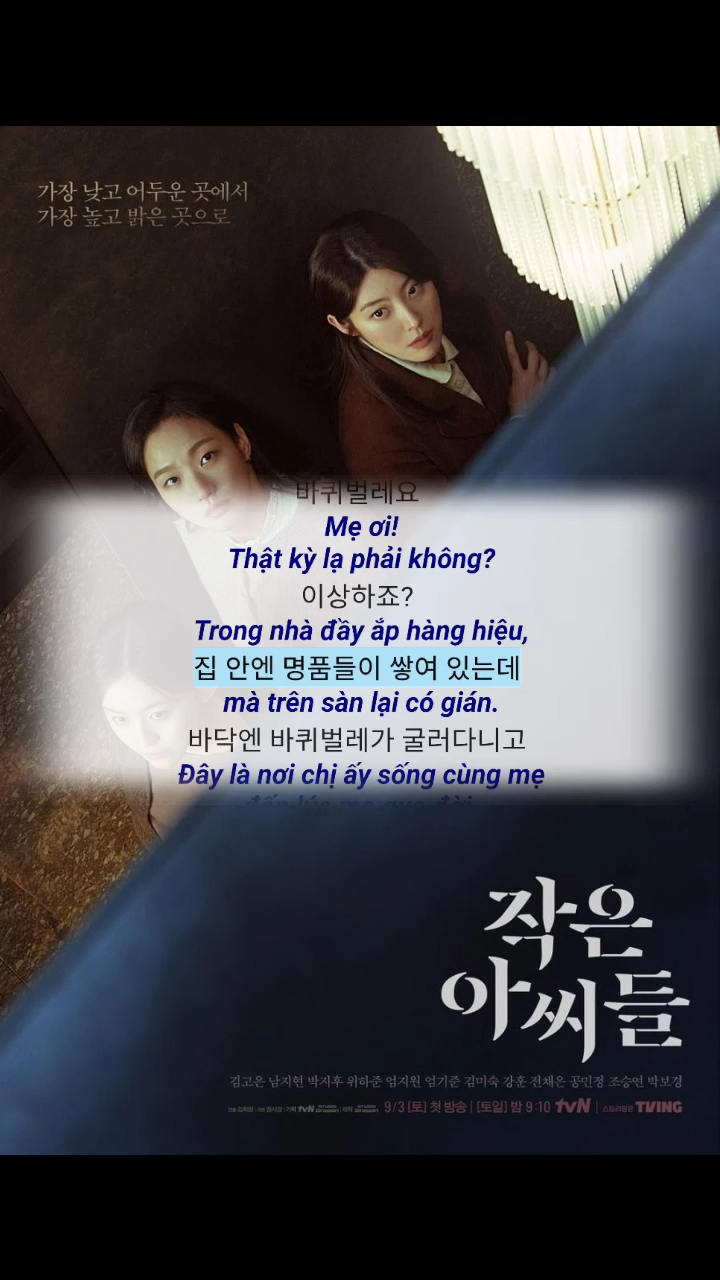 가장 낮고 어두운 곳에서
가장 높고 밝은 곳으로
바퀴벌레요
Mẹ ơi!
Thật kỳ lạ phải không?
이상하죠?
Trong nhà đầy ắp hàng hiệu,
집 안엔 명품들이 쌓여 있는데
mà trên sàn lại có gián.
바닥엔 바퀴벌레가 굴러다니고
Đây là nơi chị ấy sống cùng mẹ
작은
아씨들
김고은 남지현 박지후 위하준 엄지원 엄기준 김미숙 강훈 전채은 공민정 조승연 박보경
9/3 [토] 첫 방송 | [토일] 밤 9:10 tvN | 스트리밍은 TVING